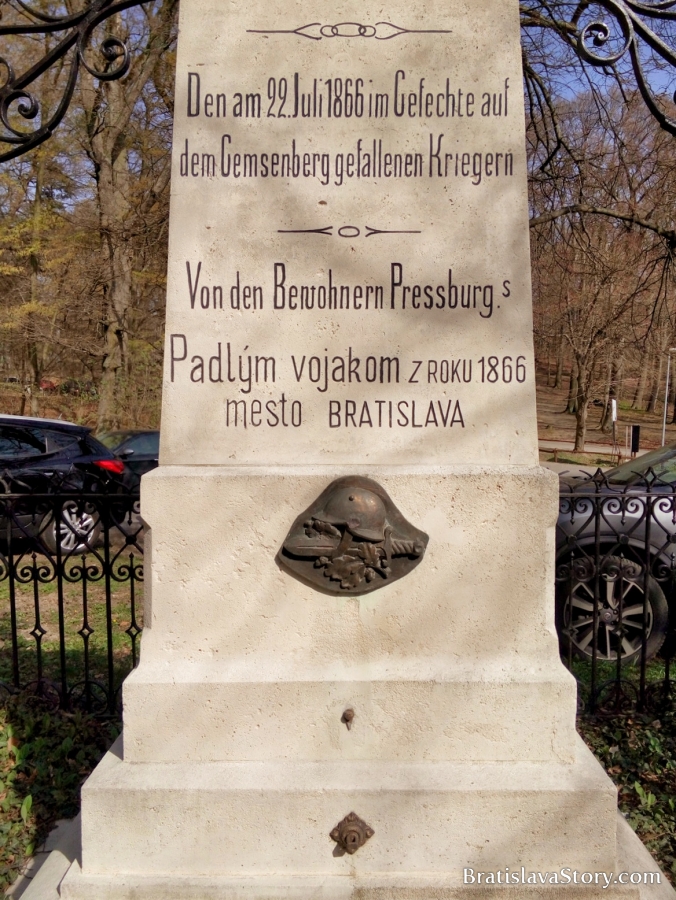 Den am 22. Juli 1866 im Gefechte auf
dem Gemsenberg gefallenen Kriegern
Von den Bewohnern Pressburg.s
Padlým vojakom z ROKU 1866
mesto BRATISLAVA
BratislavaStory.com